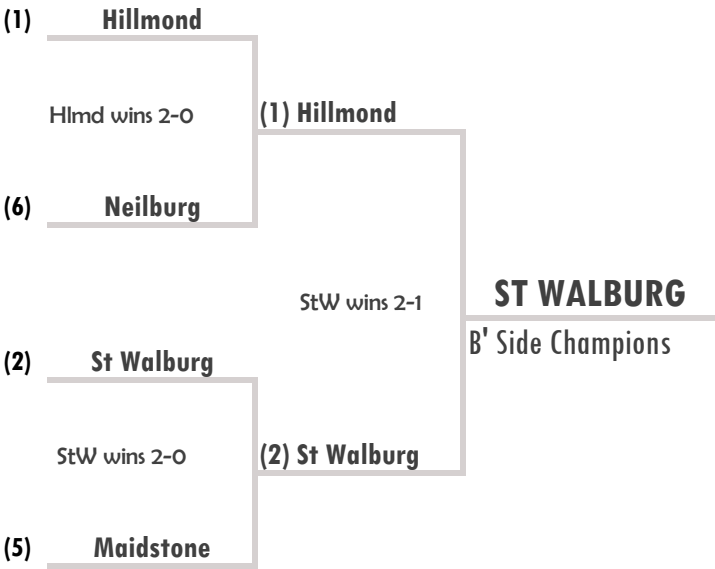 (1) Hillmond
Hlmd wins 2-0
(1) Hillmond
(6) Neilburg
StW wins 2-1
ST WALBURG
B' Side Champions
(2) St Walburg
StW wins 2-0
(2) St Walburg
(5) Maidstone